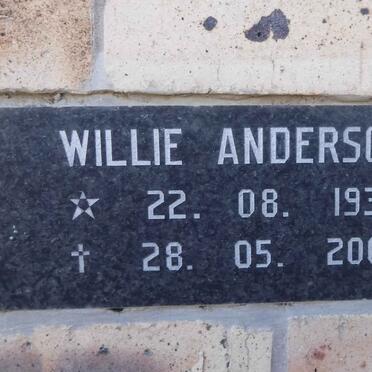 WILLIE ANDERSO
22. 08. 193
28. 05. 200